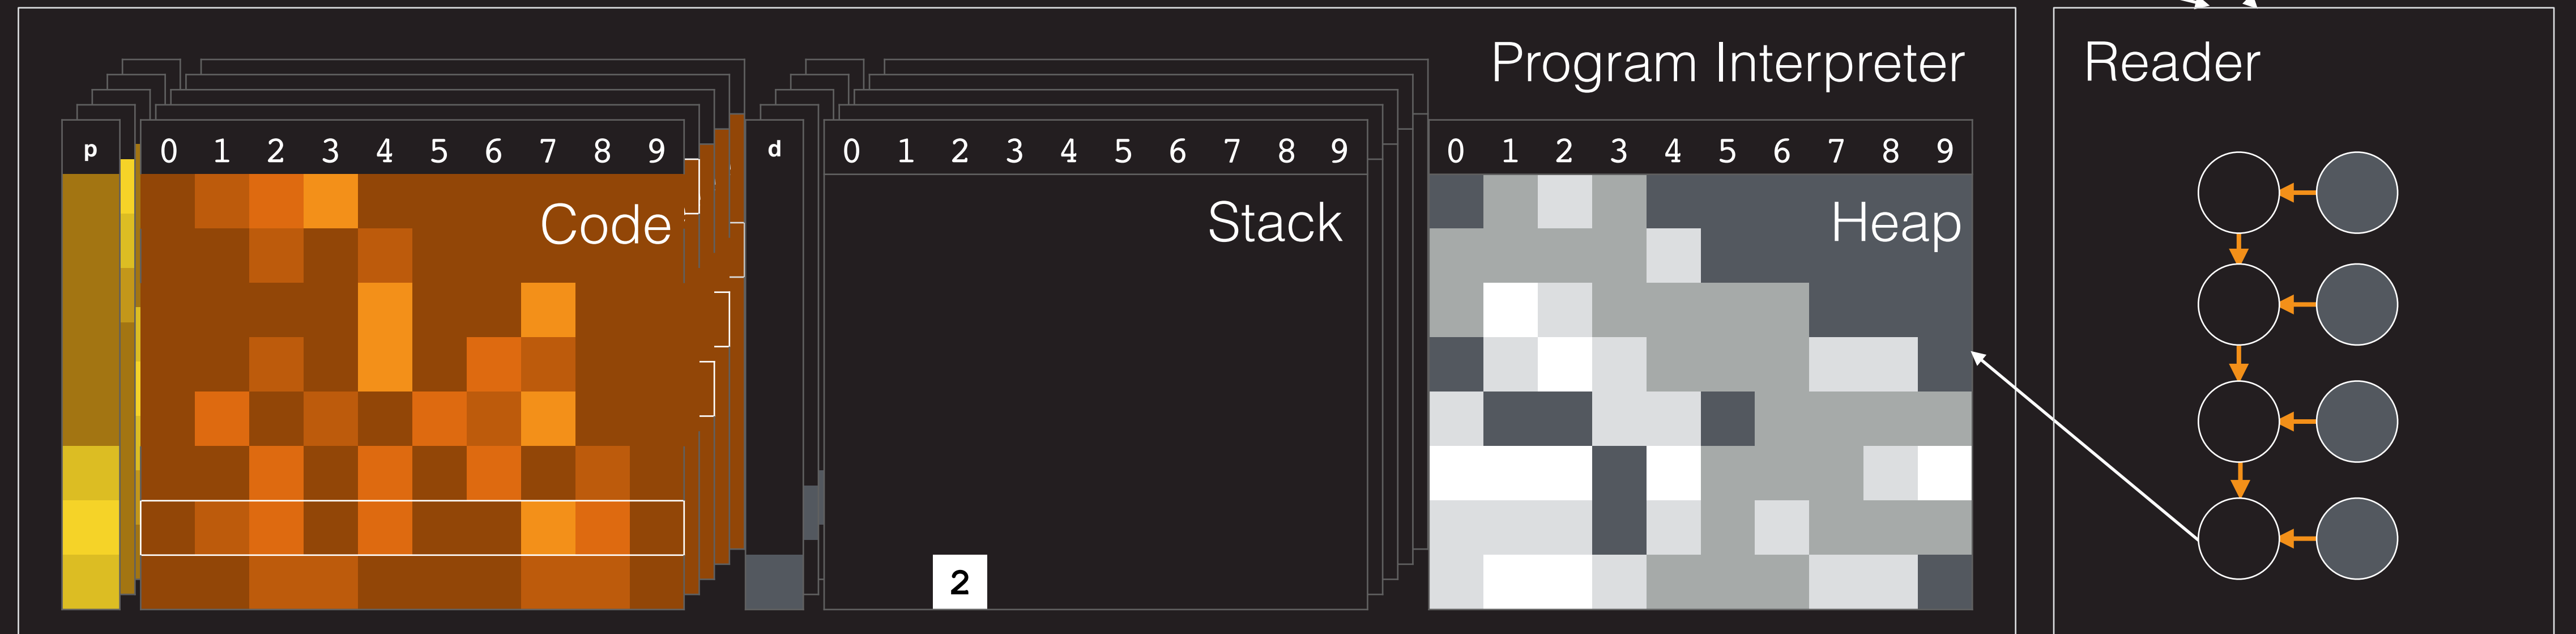 Program Interpreter
Reader
p 0 1 2 3 4 5 6 7 8 9
d 0 1 2 3 4 5 6 7 8 9
0 1 2 3 4 5 6 7 8 9
Code
Stack
Heap
2